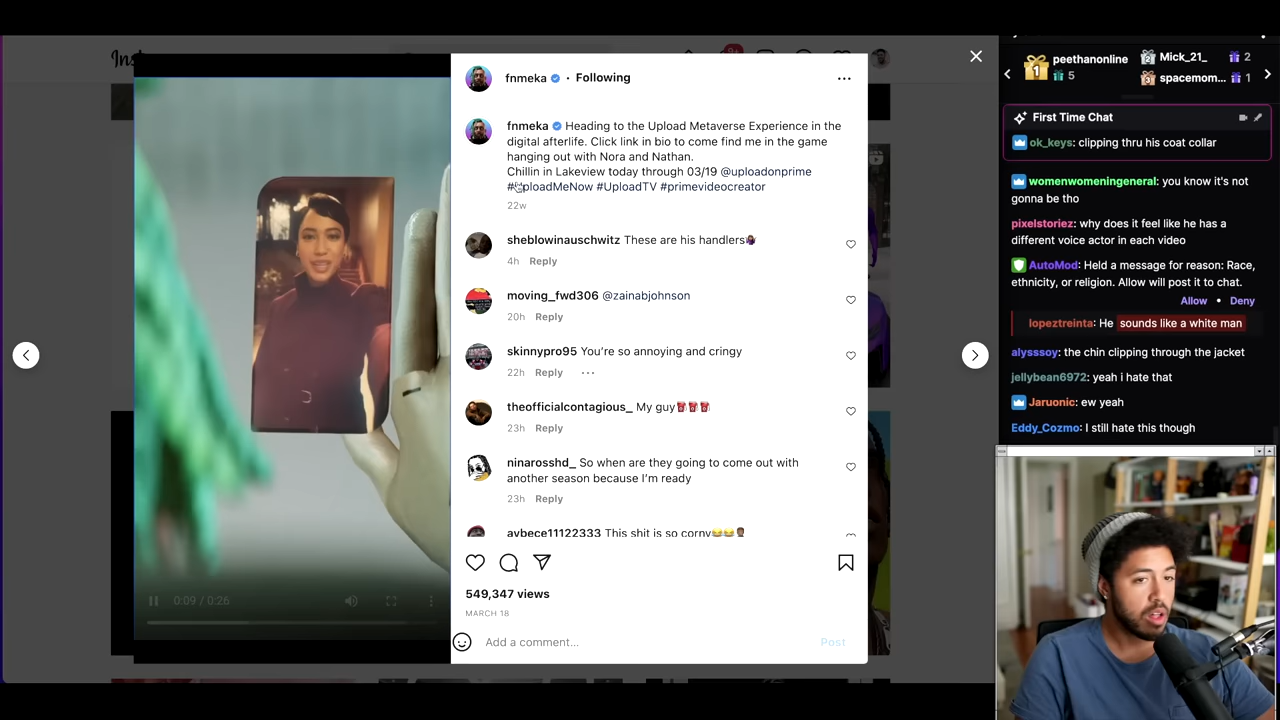 Ins
9+
fnmeka • Following
fnmeka Heading to the Upload Metaverse Experience in the
digital afterlife. Click link in bio to come find me in the game
hanging out with Nora and Nathan.
Chillin in Lakeview today through 03/19 @uploadonprime
#UploadMeNow #UploadTV #primevideocreator
22w
sheblowinauschwitz These are his handlers
4h Reply
moving_fwd306 @zainabjohnson
20h Reply
skinnypro95 You're so annoying and cringy
22h Reply
theofficialcontagious_ My guy
23h Reply
ninarosshd_ So when are they going to come out with
another season because I'm ready
23h Reply
avbece11122333 This shit is so corny
549,347 views
MARCH 18
Add a comment...
Post
0:09 / 0:26
1 peethanonline
5
2 Mick_21_ 2
3 spacemom... 1
First Time Chat
ok_keys: clipping thru his coat collar
womenwomeningeneral: you know it's not
gonna be tho
pixelstoriez: why does it feel like he has a
different voice actor in each video
AutoMod: Held a message for reason: Race,
ethnicity, or religion. Allow will post it to chat.
Allow • Deny
lopeztreinta: He sounds like a white man
alysssoy: the chin clipping through the jacket
jellybean6972: yeah i hate that
Jaruonic: ew yeah
Eddy_Cozmo: I still hate this though